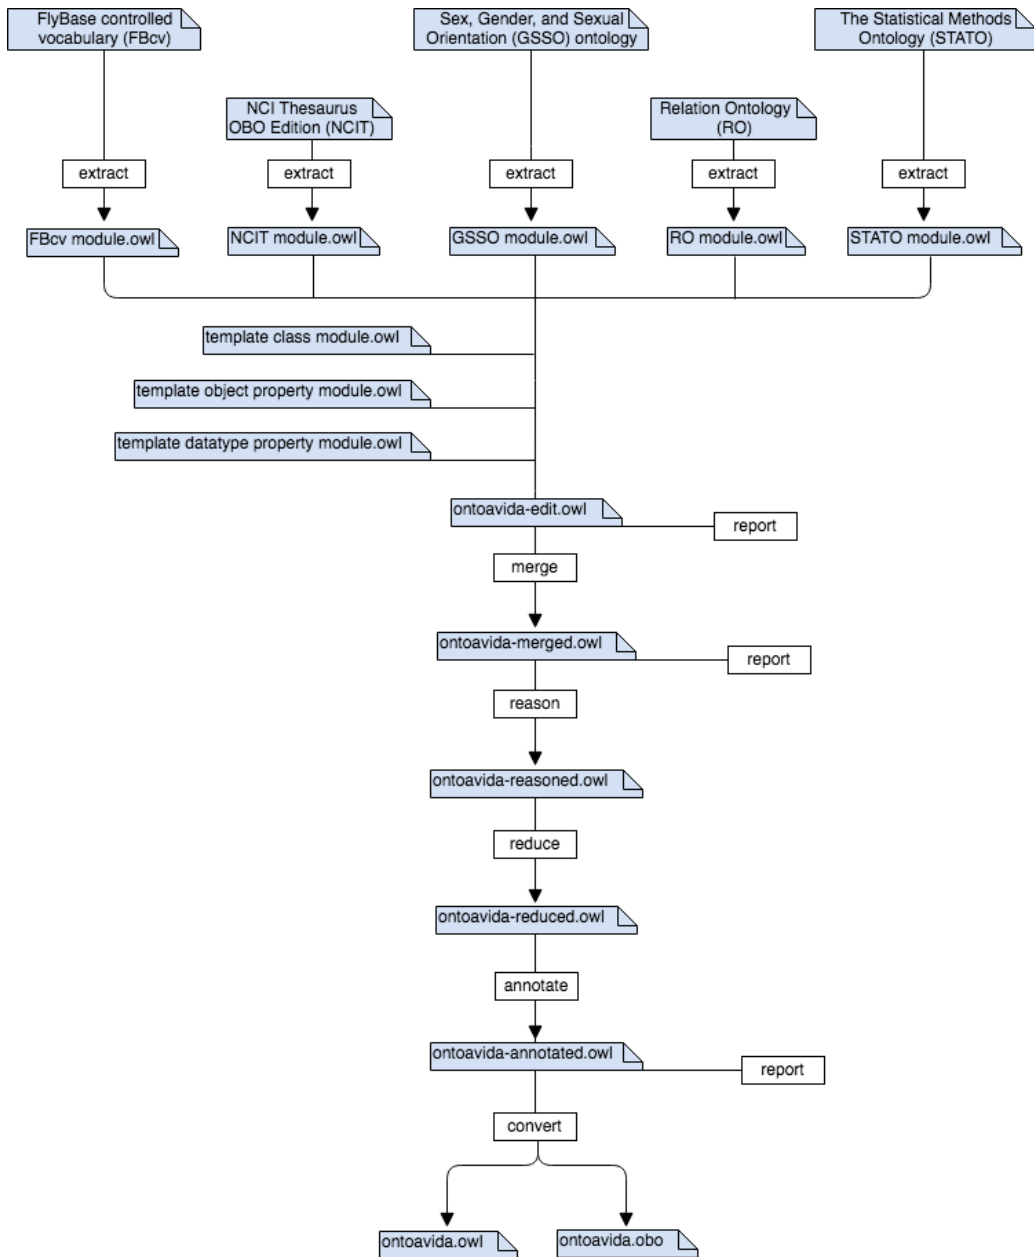 FlyBase controlled
vocabulary (FBcv)
Sex, Gender, and Sexual
Orientation (GSSO) ontology
The Statistical Methods
Ontology (STATO)
NCI Thesaurus
OBO Edition (NCIT)
Relation Ontology
(RO)
extract
extract
extract
extract
extract
FBcv module.owl
NCIT module.owl
GSSO module.owl
RO module.owl
STATO module.owl
template class module.owl
template object property module.owl
template datatype property module.owl
ontoavida-edit.owl
report
merge
ontoavida-merged.owl
report
reason
ontoavida-reasoned.owl
reduce
ontoavida-reduced.owl
annotate
ontoavida-annotated.owl
report
convert
ontoavida.owl
ontoavida.obo